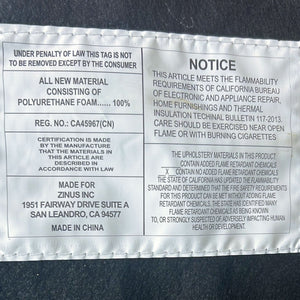 UNDER PENALTY OF LAW THIS TAG IS NOT
TO BE REMOVED EXCEPT BY THE CONSUMER
ALL NEW MATERIAL
CONSISTING OF
POLYURETHANE FOAM...... 100%
REG. NO.: CA45967(CN)
CERTIFICATION IS MADE
BY THE MANUFACTURE
THAT THE MATERIALS IN
THIS ARTICLE ARE
DESCRIBED IN
ACCORDANCE WITH LAW
MADE FOR
ZINUS INC
1951 FAIRWAY DRIVE SUITE A
SAN LEANDRO, CA 94577
MADE IN CHINA
NOTICE
THIS ARTICLE MEETS THE FLAMMABILITY
REQUIREMENTS OF CALIFORNIA BUREAU
OF ELECTRONIC AND APPLIANCE REPAIR,
HOME FURNISHINGS AND THERMAL
INSULATION TECHINAL BULLETIN 117-2013.
CARE SHOULD BE EXERCISED NEAR OPEN
FLAME OR WITH BURNING CIGARETTES
THE UPHOLSTERY MATERIALS IN THIS PRODUCT:
CONTAIN ADDED FLAME RETARDANT CHEMICALS
X CONTAIN NO ADDED FLAME RETARDANT CHEMICALS
THE STATE OF CALIFORNIA HAS UPDATED THE FLAMMABILITY
STANDARD AND DETERMINED THAT THE FIRE SAFETY REQUIREMENTS
FOR THIS PRODUCT CAN BE MET WITHOUT ADDING FLAME
RETARDANT CHEMICALS. THE STATE HAS IDENTIFIED MANY
FLAME RETARDANT CHEMICALS AS BEING KNOWN
TO, OR STRONGLY SUSPECTED OF ADVERSELY IMPACTING HUMAN
HEALTH OR DEVELOPMENT.